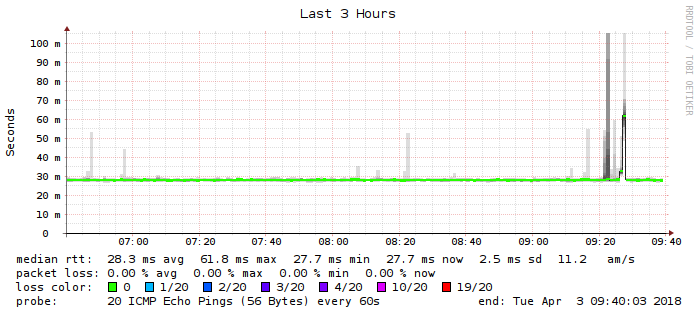 Last 3 Hours
RRDTOOL / TOBI OETIKER
Seconds
100 m
90 m
80 m
70 m
60 m
50 m
40 m
30 m
20 m
10 m
0
07:00 07:20 07:40 08:00 08:20 08:40 09:00 09:20 09:40
median rtt: 28.3 ms avg 61.8 ms max 27.7 ms min 27.7 ms now 2.5 ms sd 11.2 am/s
packet loss: 0.00 % avg 0.00 % max 0.00 % min 0.00 % now
loss color: 0 1/20 2/20 3/20 4/20 10/20 19/20
probe: 20 ICMP Echo Pings (56 Bytes) every 60s end: Tue Apr 3 09:40:03 2018